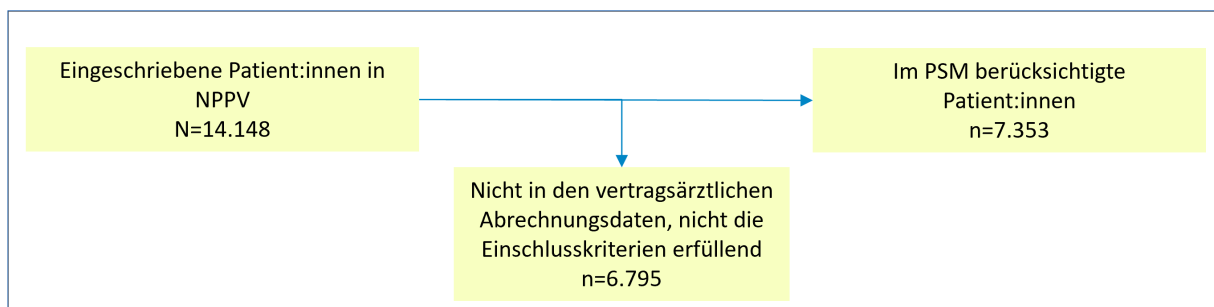 Eingeschriebene Patient:innen in
NPPV
N=14.148
Im PSM berücksichtigte
Patient:innen
n=7.353
Nicht in den vertragsärztlichen
Abrechnungsdaten, nicht die
Einschlusskriterien erfüllend
n=6.795